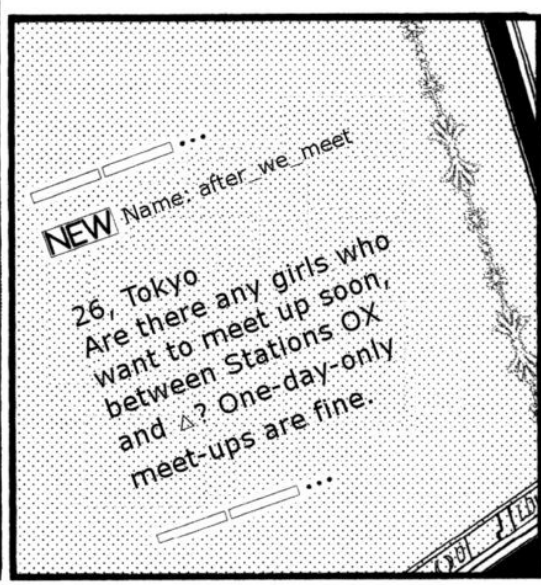 ...
NEW Name: after_we_meet
26, Tokyo
Are there any girls who
want to meet up soon,
between Stations OX
and △? One-day-only
meet-ups are fine.
...